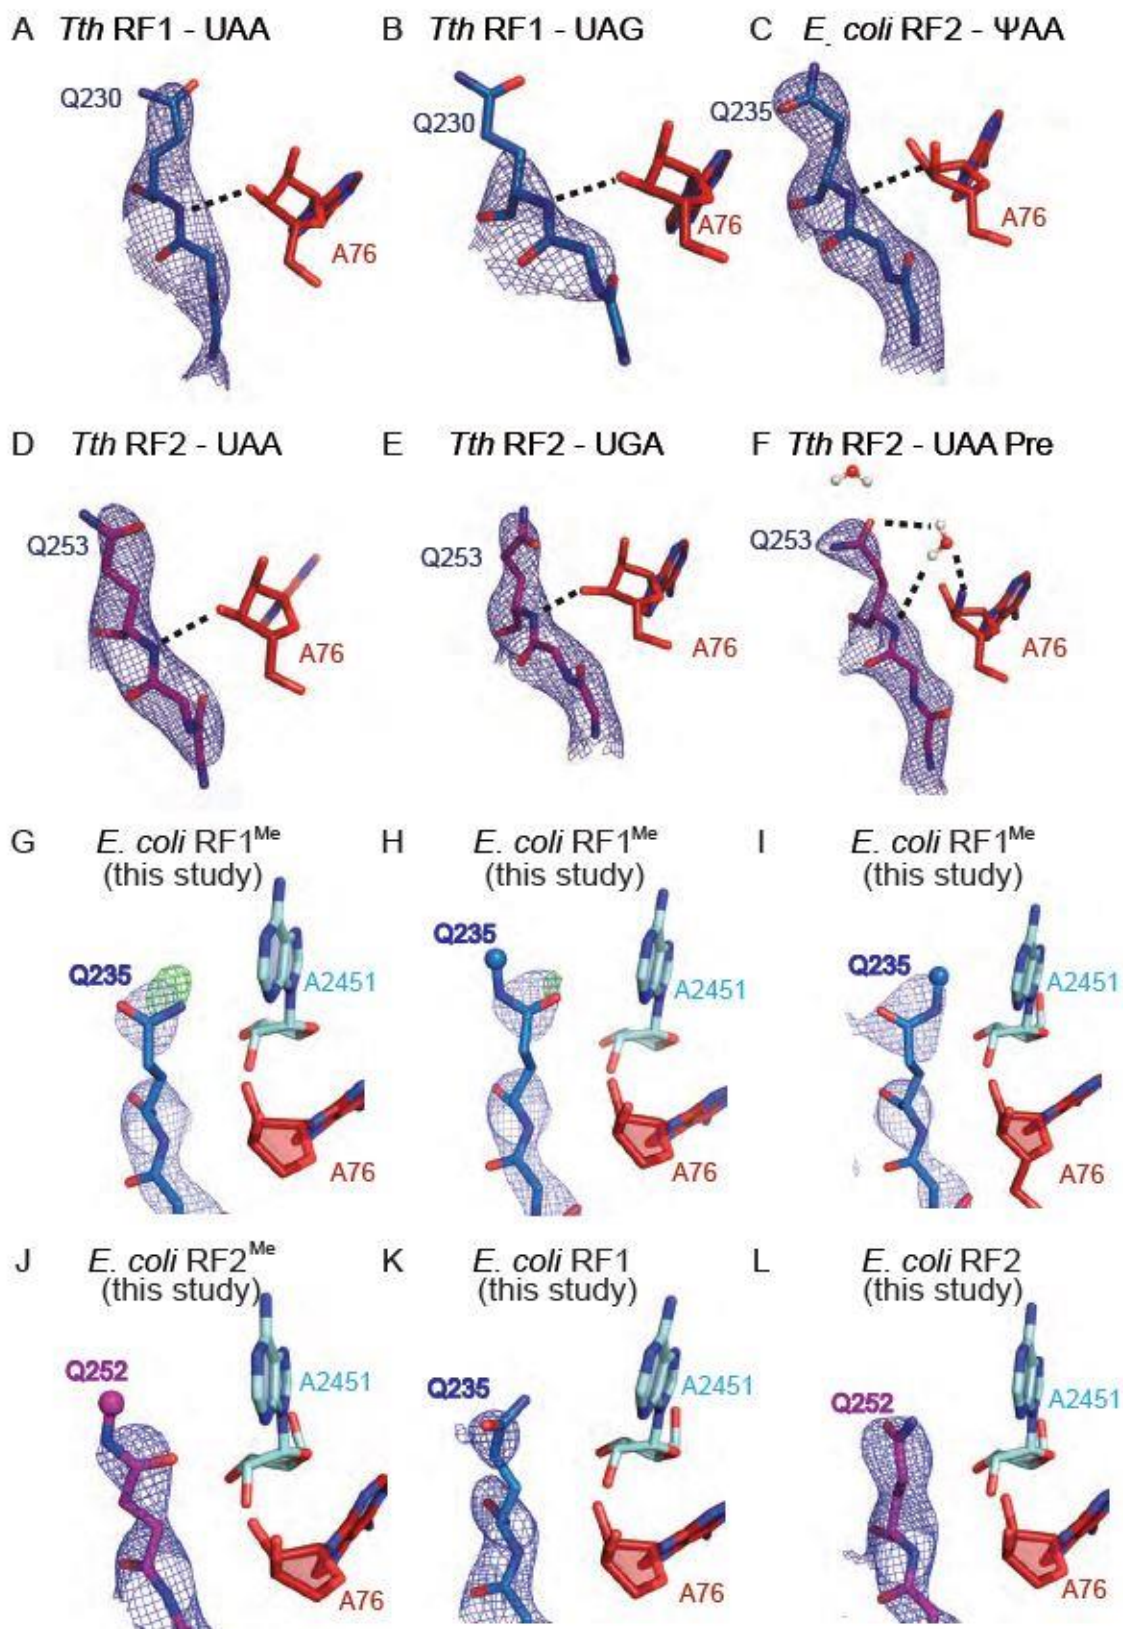 A Tth RF1 - UAA
B Tth RF1 - UAG
C E. coli RF2 - ΨAA
Q230
A76
Q230
A76
Q235
A76
D Tth RF2 - UAA
E Tth RF2 - UGA
F Tth RF2 - UAA Pre
Q253
A76
Q253
A76
Q253
A76
G E. coli RF1Me
(this study)
H E. coli RF1Me
(this study)
I E. coli RF1Me
(this study)
Q235
A2451
A76
Q235
A2451
A76
Q235
A2451
A76
J E. coli RF2Me
(this study)
K E. coli RF1
(this study)
L E. coli RF2
(this study)
Q252
A2451
A76
Q235
A2451
A76
Q252
A2451
A76